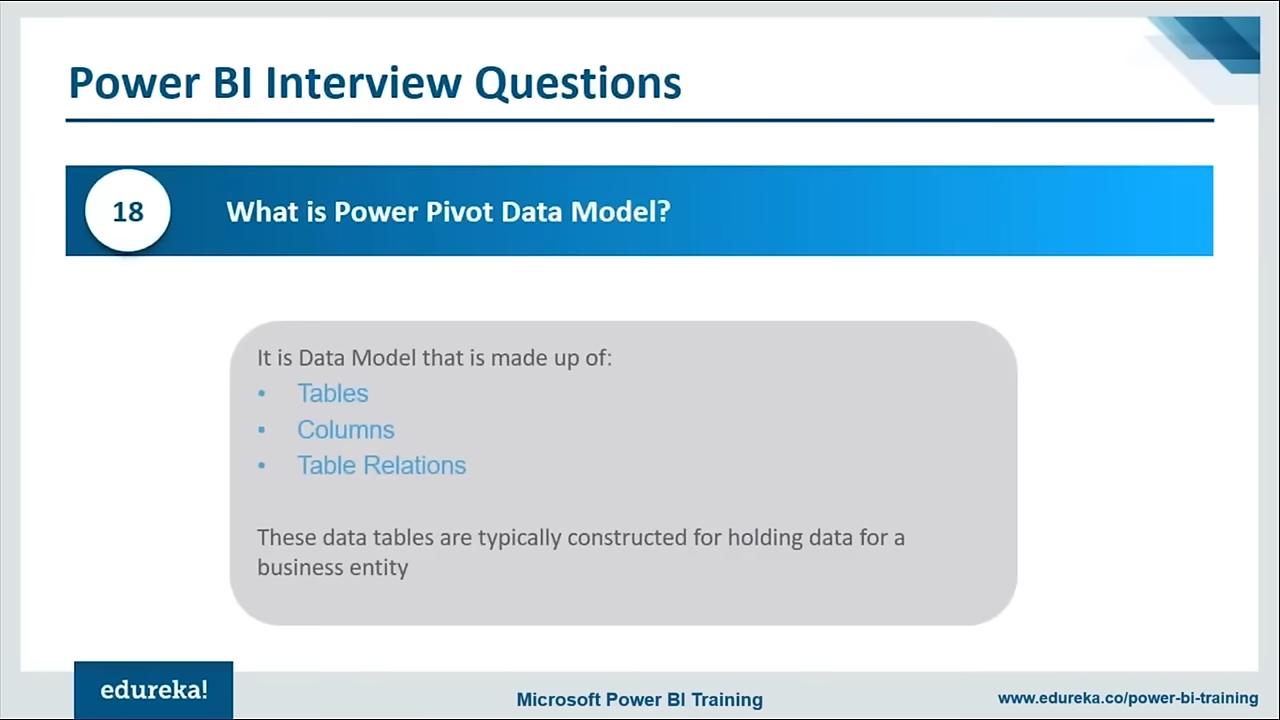 Power BI Interview Questions
18
What is Power Pivot Data Model?
It is Data Model that is made up of:
• Tables
• Columns
• Table Relations
These data tables are typically constructed for holding data for a
business entity
edureka!
Microsoft Power BI Training
www.edureka.co/power-bi-training